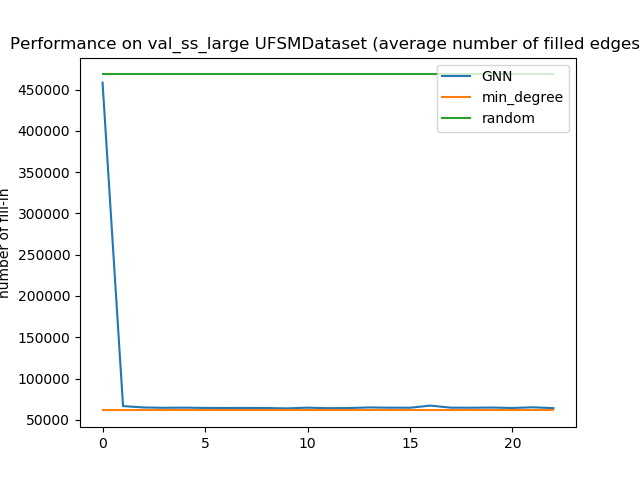 Performance on val_ss_large UFSMDataset (average number of filled edges
number of fill-in
450000
400000
350000
300000
250000
200000
150000
100000
50000
0
5
10
15
20
GNN
min_degree
random